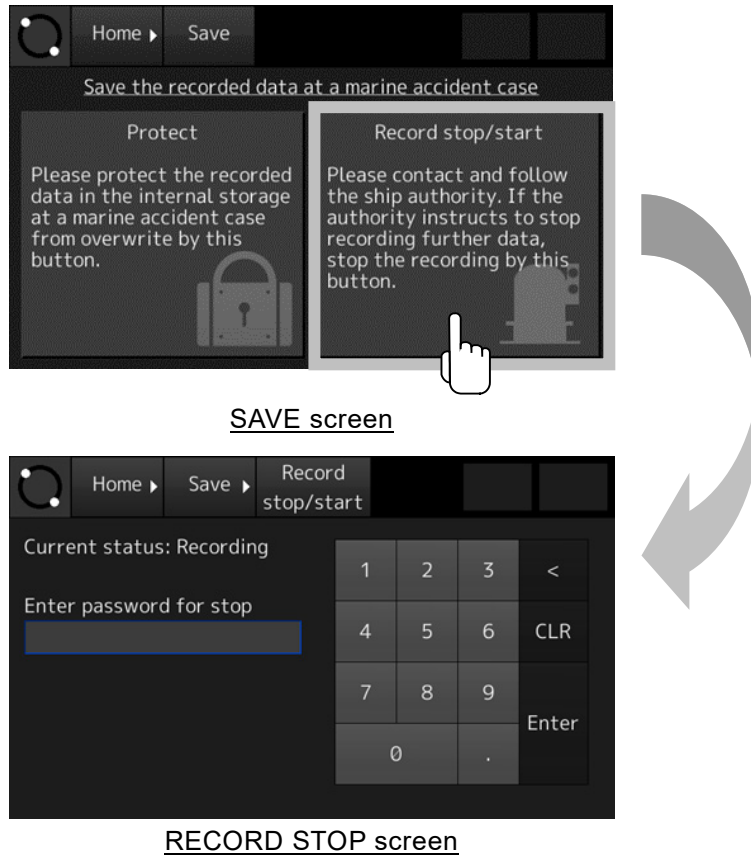 Home Save
Save the recorded data at a marine accident case
Protect
Please protect the recorded
data in the internal storage
at a marine accident case
from overwrite by this
button.
Record stop/start
Please contact and follow
the ship authority. If the
authority instructs to stop
recording further data,
stop the recording by this
button.
SAVE screen
Home Save Record
stop/start
Current status: Recording
Enter password for stop
1 2 3 <
4 5 6 CLR
7 8 9
Enter
0 .
RECORD STOP screen